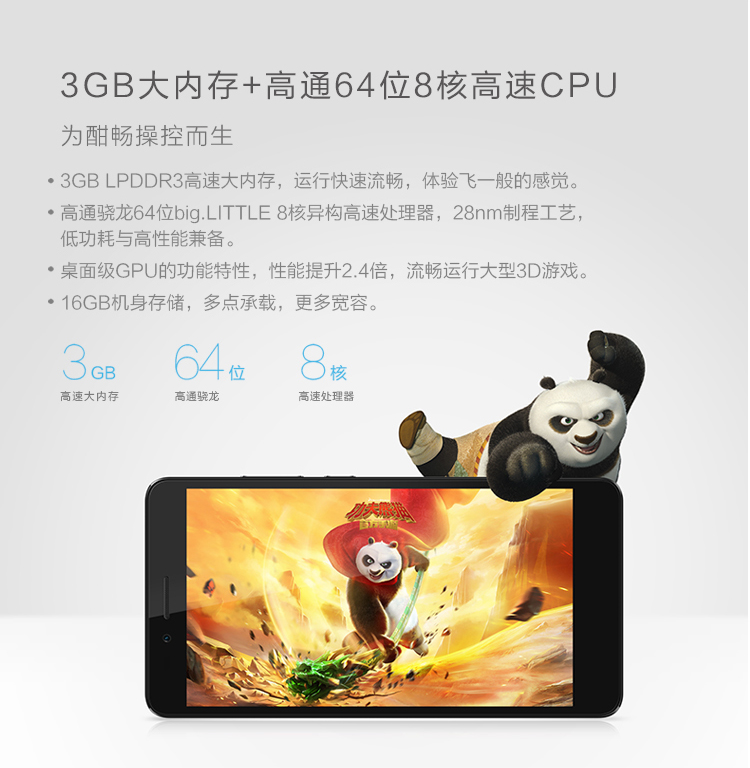 3GB大内存+高通64位8核高速CPU
为酣畅操控而生
• 3GB LPDDR3高速大内存，运行快速流畅，体验飞一般的感觉。
• 高通骁龙64位big.LITTLE 8核异构高速处理器，28nm制程工艺，
低功耗与高性能兼备。
• 桌面级GPU的功能特性，性能提升2.4倍，流畅运行大型3D游戏。
• 16GB机身存储，多点承载，更多宽容。
3GB 64位 8核
高速大内存 高通骁龙 高速处理器
功夫熊猫